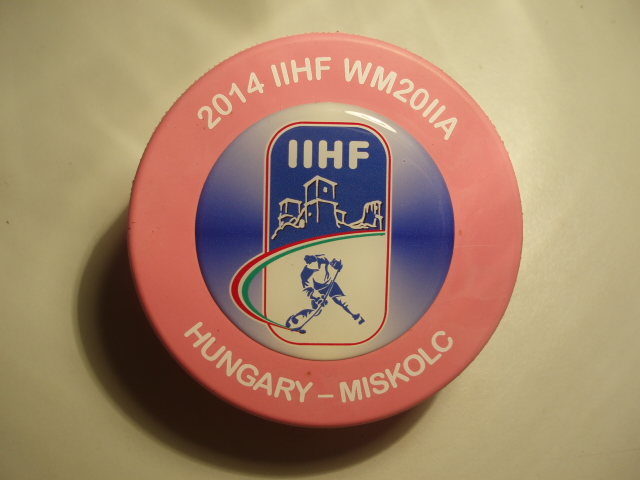 2014 IIHF WM20IIA
IIHF
HUNGARY – MISKOLC